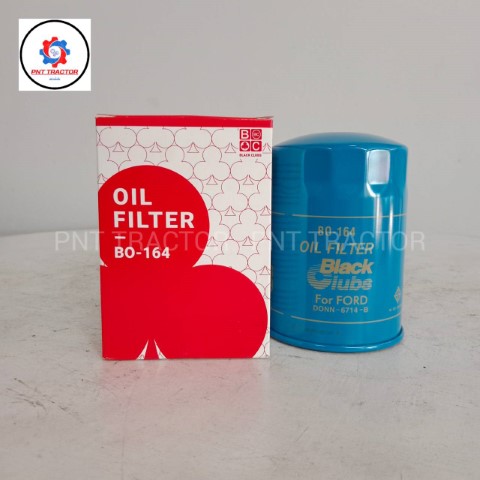 PNT TRACTOR
B
C
BLACK CLUBS
OIL
FILTER
BO-164
BO-164
OIL FILTER
Black
Clubs
For FORD
DONN-6714-B
PNT TRACTOR PNT TRACTOR